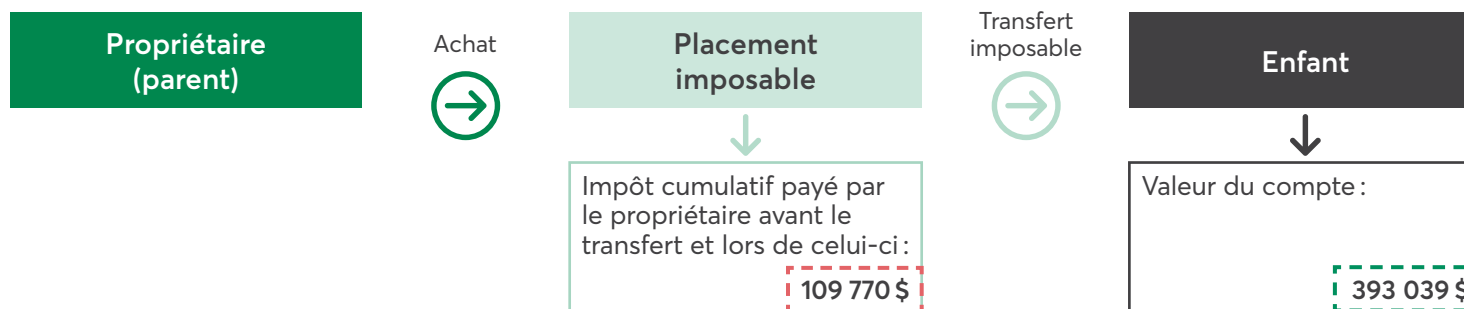 Propriétaire
(parent)
Achat
Placement
imposable
Transfert
imposable
Enfant
Impôt cumulatif payé par
le propriétaire avant le
transfert et lors de celui-ci :
109 770 $
Valeur du compte :
393 039 $